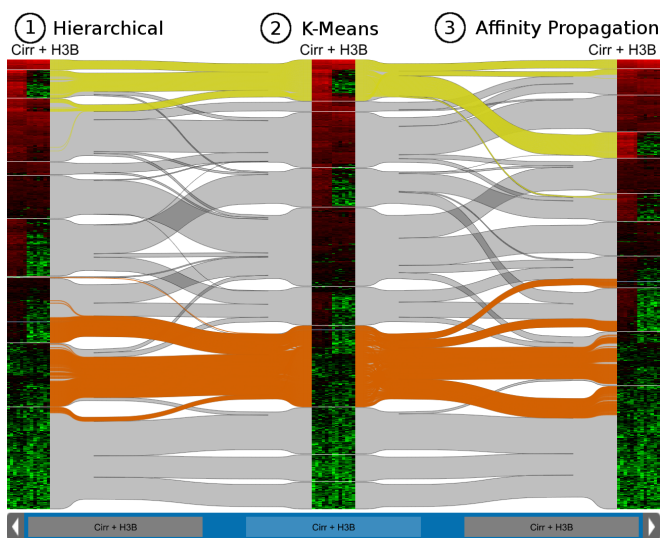 1 Hierarchical
2 K-Means
3 Affinity Propagation
Cirr + H3B
Cirr + H3B
Cirr + H3B
Cirr + H3B
Cirr + H3B
Cirr + H3B